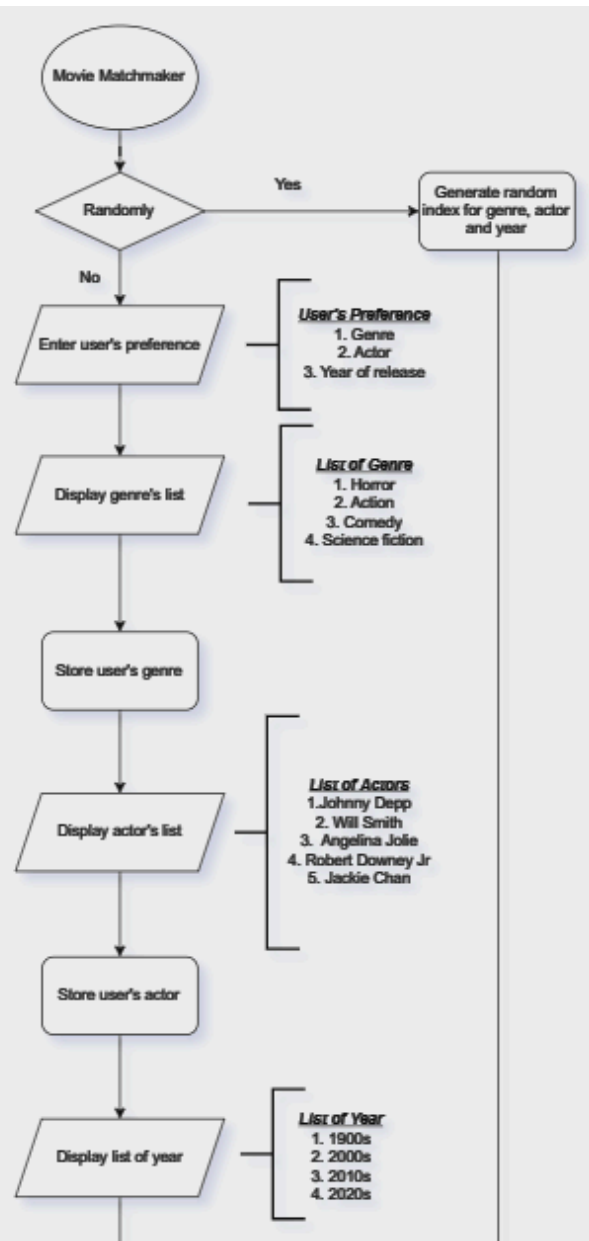 Movie Matchmaker
Yes
Randomly
Generate random
index for genre, actor
and year
No
Enter user's preference
User's Preference
1. Genre
2. Actor
3. Year of release
Display genre's list
List of Genre
1. Horror
2. Action
3. Comedy
4. Science fiction
Store user's genre
Display actor's list
List of Actors
1.Johnny Depp
2. Will Smith
3. Angelina Jolie
4. Robert Downey Jr
5. Jackie Chan
Store user's actor
Display list of year
List of Year
1. 1900s
2. 2000s
3. 2010s
4. 2020s